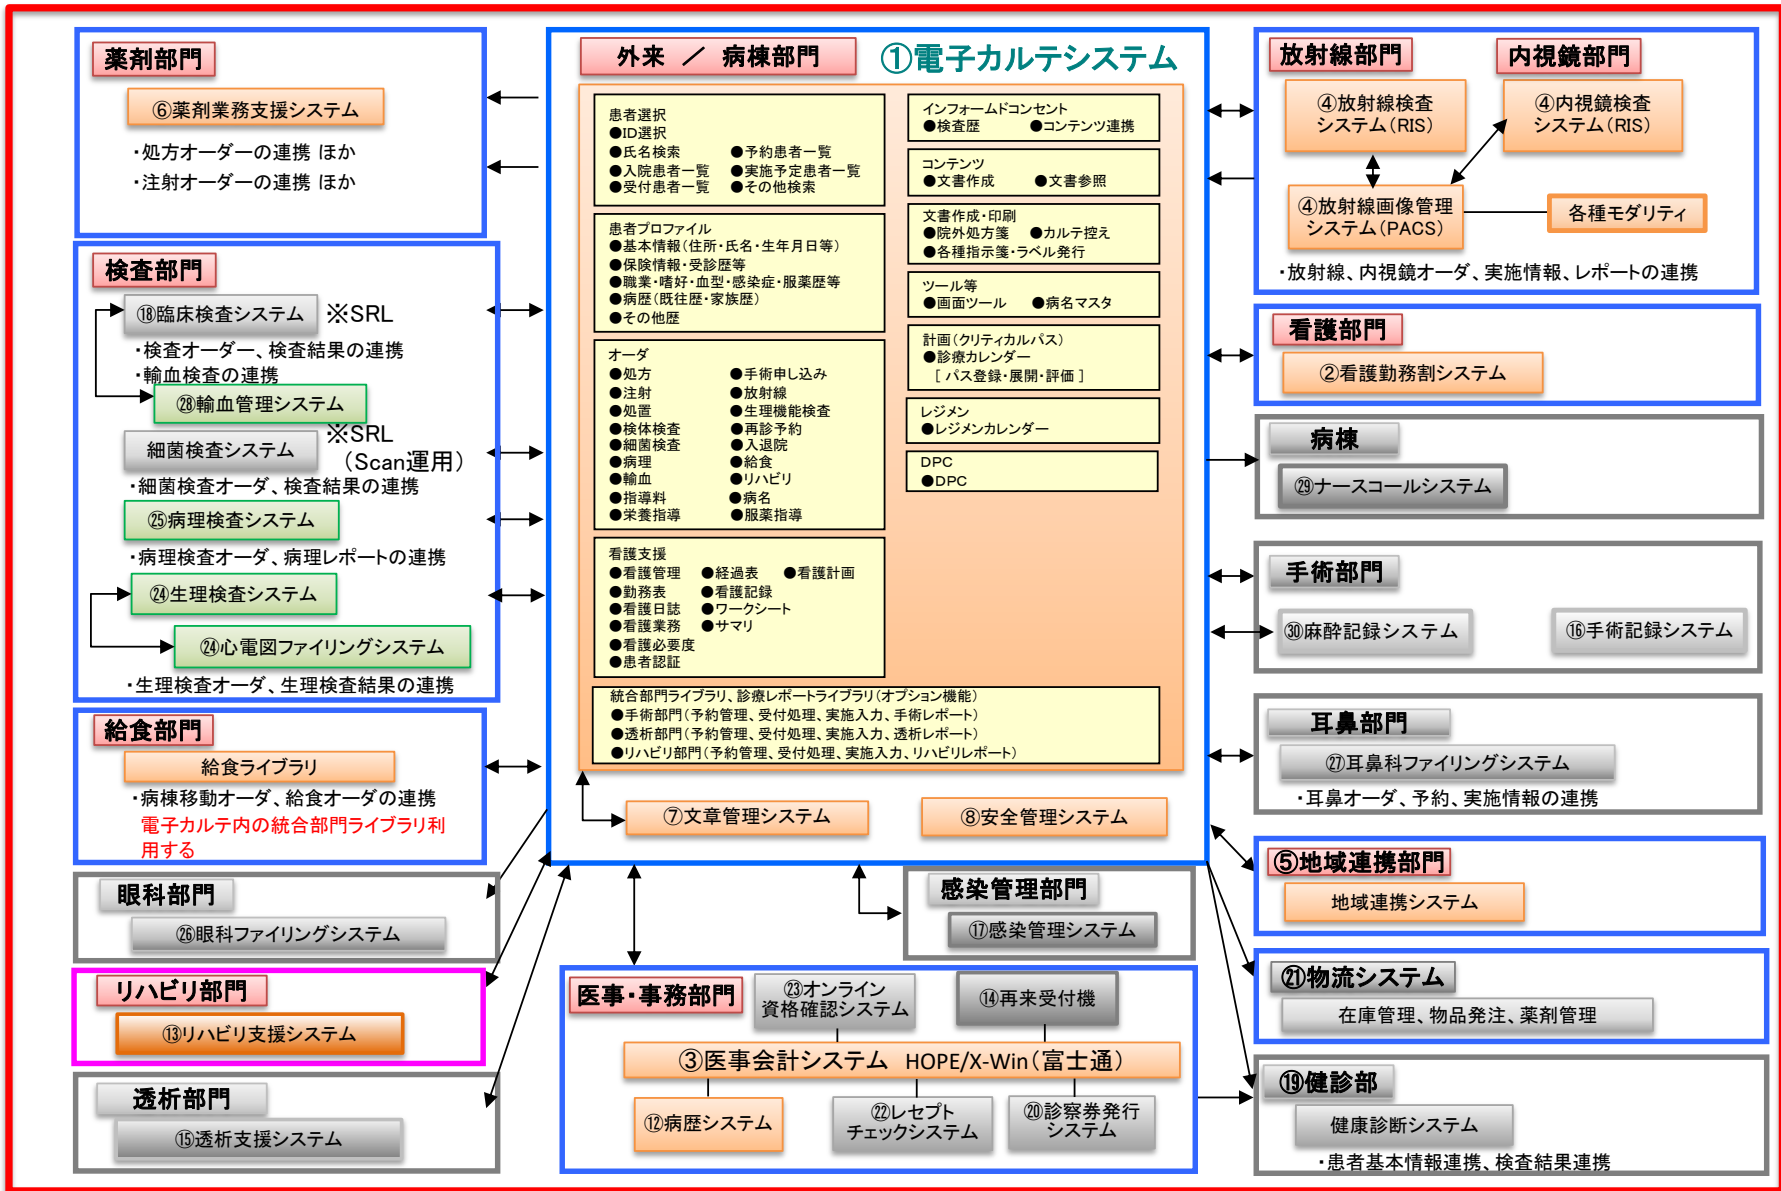 薬剤部門
⑥薬剤業務支援システム
・処方オーダーの連携 ほか
・注射オーダーの連携 ほか
検査部門
⑱臨床検査システム ※SRL
・検査オーダー、検査結果の連携
・輸血検査の連携
㉘輸血管理システム
細菌検査システム
※SRL
(Scan運用)
・細菌検査オーダ、検査結果の連携
㉕病理検査システム
・病理検査オーダ、病理レポートの連携
㉔生理検査システム
㉔心電図ファイリングシステム
・生理検査オーダ、生理検査結果の連携
給食部門
給食ライブラリ
・病棟移動オーダ、給食オーダの連携
電子カルテ内の統合部門ライブラリ利
用する
眼科部門
㉖眼科ファイリングシステム
リハビリ部門
⑬リハビリ支援システム
透析部門
⑮透析支援システム
外来 / 病棟部門
①電子カルテシステム
患者選択
●ID選択
●氏名検索 ●予約患者一覧
●入院患者一覧 ●実施予定患者一覧
●受付患者一覧 ●その他検索
患者プロファイル
●基本情報(住所・氏名・生年月日等)
●保険情報・受診歴等
●職業・嗜好・血型・感染症・服薬歴等
●病歴(既往歴・家族歴)
●その他歴
オーダ
●処方 ●手術申し込み
●注射 ●放射線
●処置 ●生理機能検査
●検体検査 ●再診予約
●細菌検査 ●入退院
●病理 ●給食
●輸血 ●リハビリ
●指導料 ●病名
●栄養指導 ●服薬指導
看護支援
●看護管理 ●経過表 ●看護計画
●勤務表 ●看護記録
●看護日誌 ●ワークシート
●看護業務 ●サマリ
●看護必要度
●患者認証
インフォームドコンセント
●検査歴 ●コンテンツ連携
コンテンツ
●文書作成 ●文書参照
文書作成・印刷
●院外処方箋 ●カルテ控え
●各種指示箋・ラベル発行
ツール等
●画面ツール ●病名マスタ
計画(クリティカルパス)
●診療カレンダー
[ パス登録・展開・評価 ]
レジメン
●レジメンカレンダー
DPC
●DPC
統合部門ライブラリ、診療レポートライブラリ(オプション機能)
●手術部門(予約管理、受付処理、実施入力、手術レポート)
●透析部門(予約管理、受付処理、実施入力、透析レポート)
●リハビリ部門(予約管理、受付処理、実施入力、リハビリレポート)
⑦文章管理システム
⑧安全管理システム
感染管理部門
⑰感染管理システム
医事・事務部門
㉓オンライン
資格確認システム
⑭再来受付機
③医事会計システム HOPE/X-Win(富士通)
⑫病歴システム
㉒レセプト
チェックシステム
⑳診察券発行
システム
放射線部門
内視鏡部門
④放射線検査
システム(RIS)
④内視鏡検査
システム(RIS)
④放射線画像管理
システム(PACS)
各種モダリティ
・放射線、内視鏡オーダ、実施情報、レポートの連携
看護部門
②看護勤務割システム
病棟
㉙ナースコールシステム
手術部門
㉚麻酔記録システム
⑯手術記録システム
耳鼻部門
㉗耳鼻科ファイリングシステム
・耳鼻オーダ、予約、実施情報の連携
⑤地域連携部門
地域連携システム
㉑物流システム
在庫管理、物品発注、薬剤管理
⑲健診部
健康診断システム
・患者基本情報連携、検査結果連携